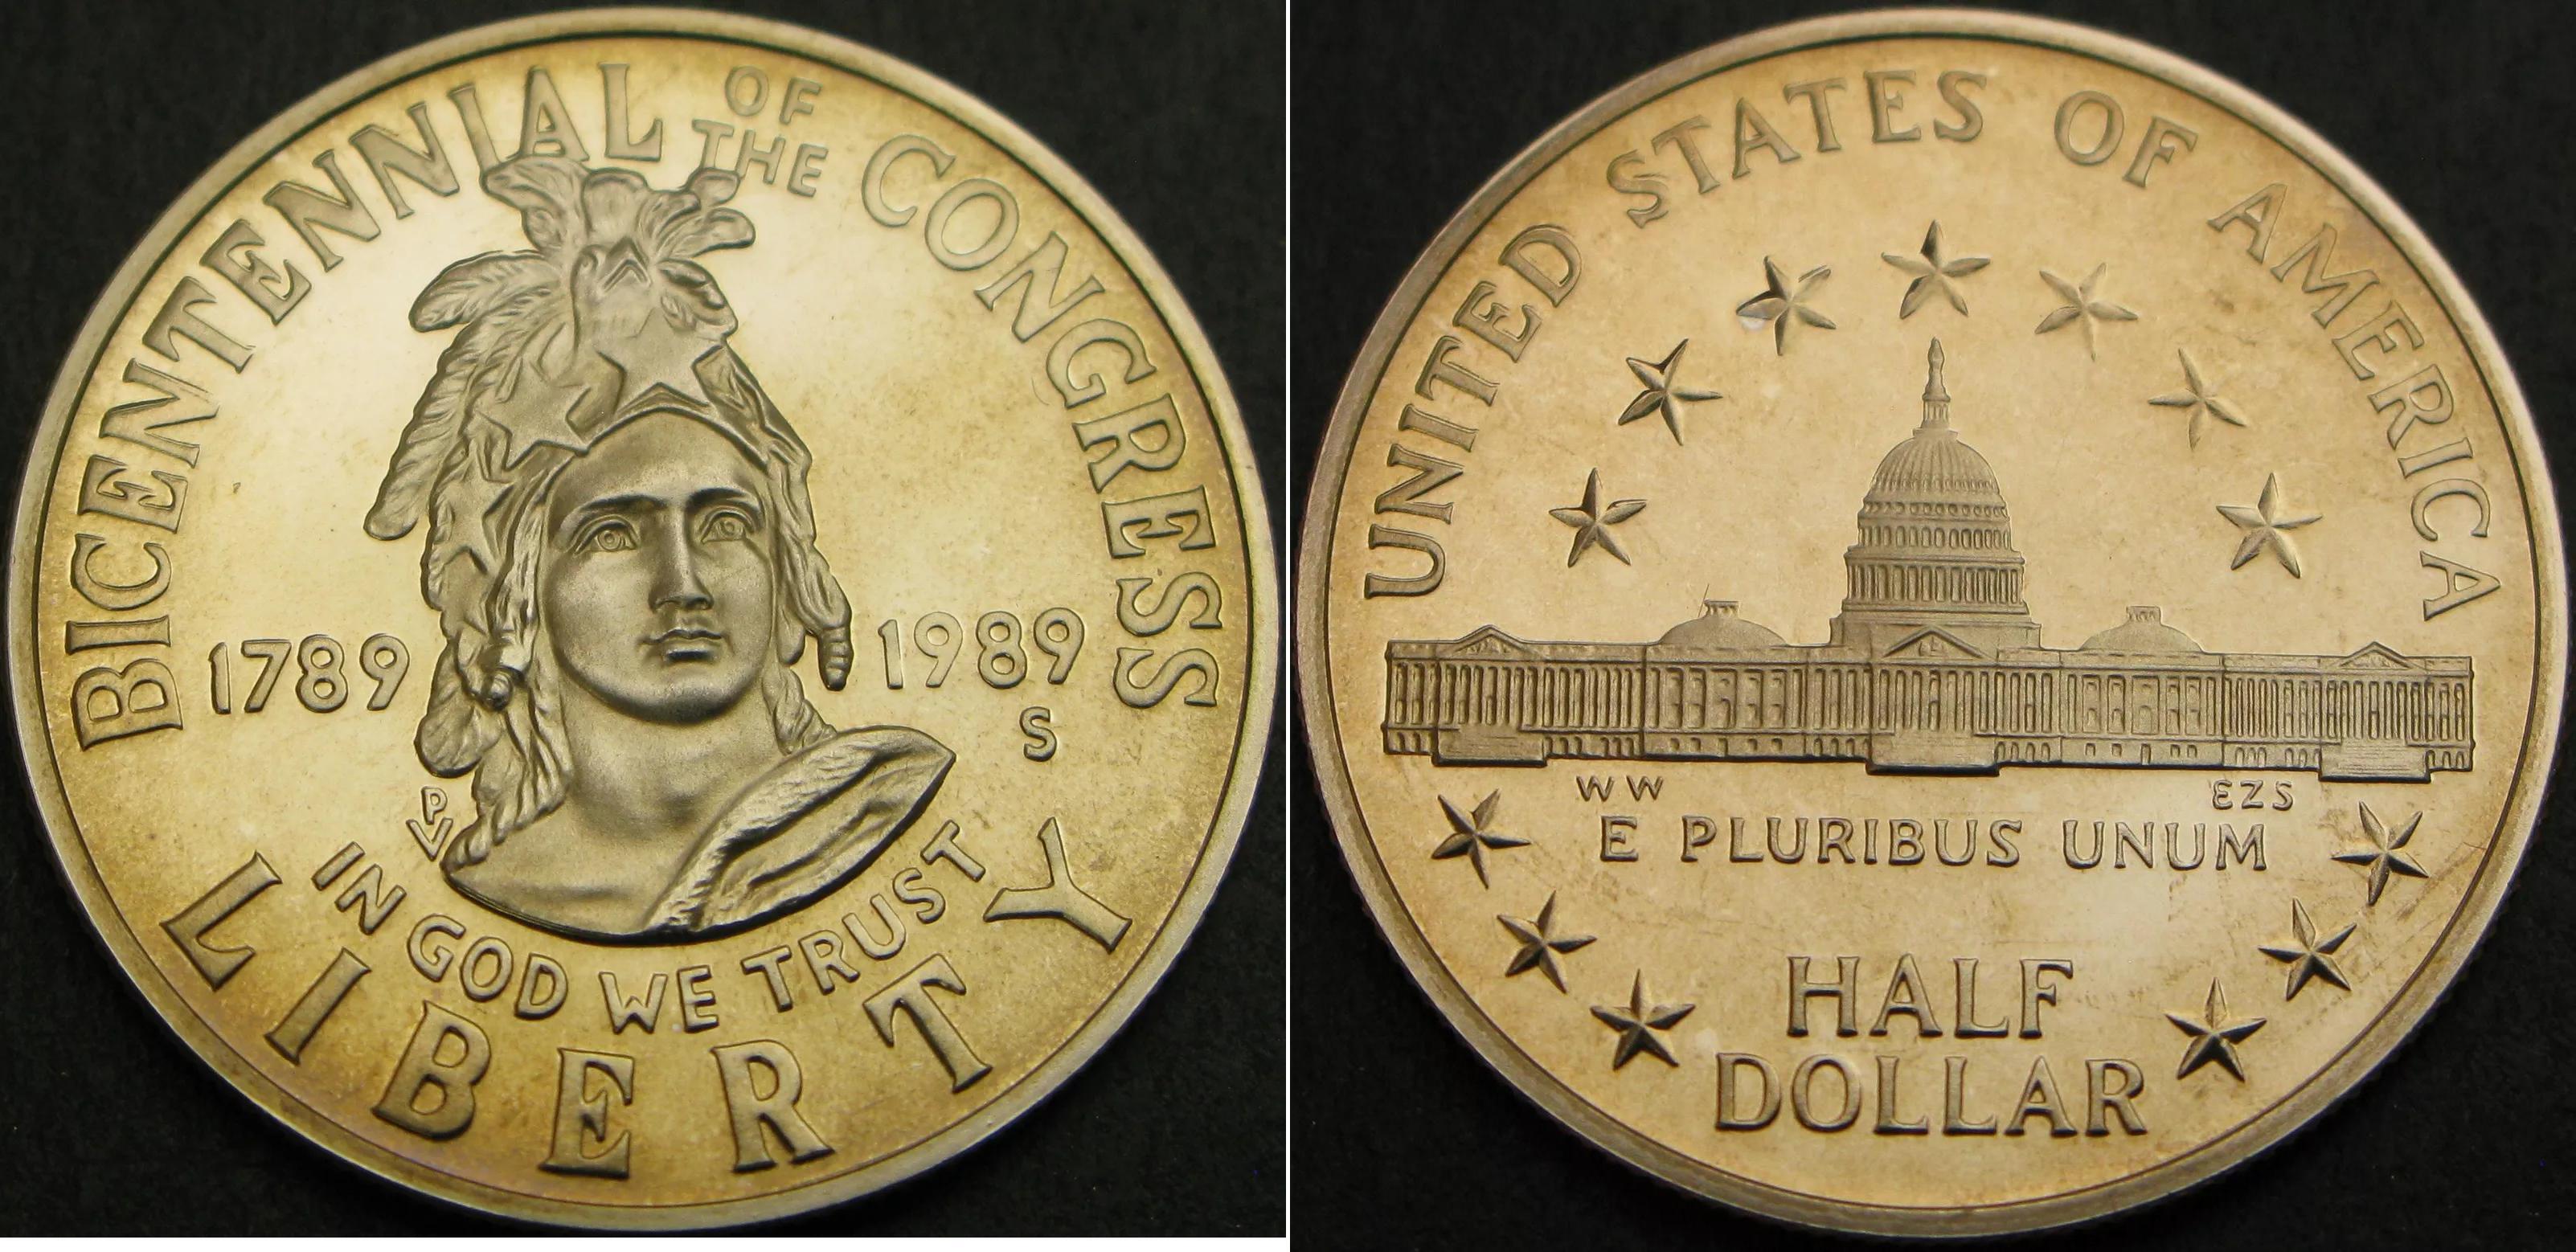 BICENTENNIAL OF THE CONGRESS
1789
1989
S
PV
IN GOD WE TRUST
LIBERTY
UNITED STATES OF AMERICA
WW
EZS
E PLURIBUS UNUM
HALF
DOLLAR